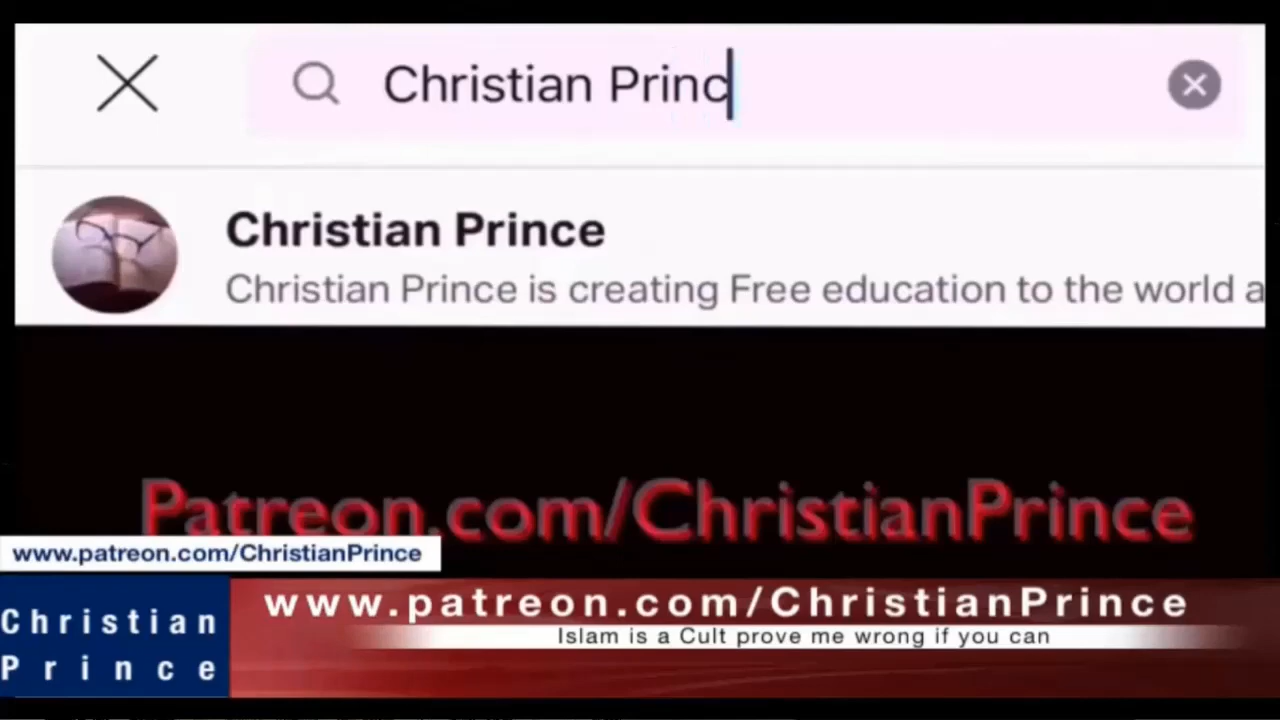 Christian Princ
Christian Prince
Christian Prince is creating Free education to the world a
Patreon.com/ChristianPrince
www.patreon.com/ChristianPrince
Christian
Prince
www.patreon.com/ChristianPrince
Islam is a Cult prove me wrong if you can